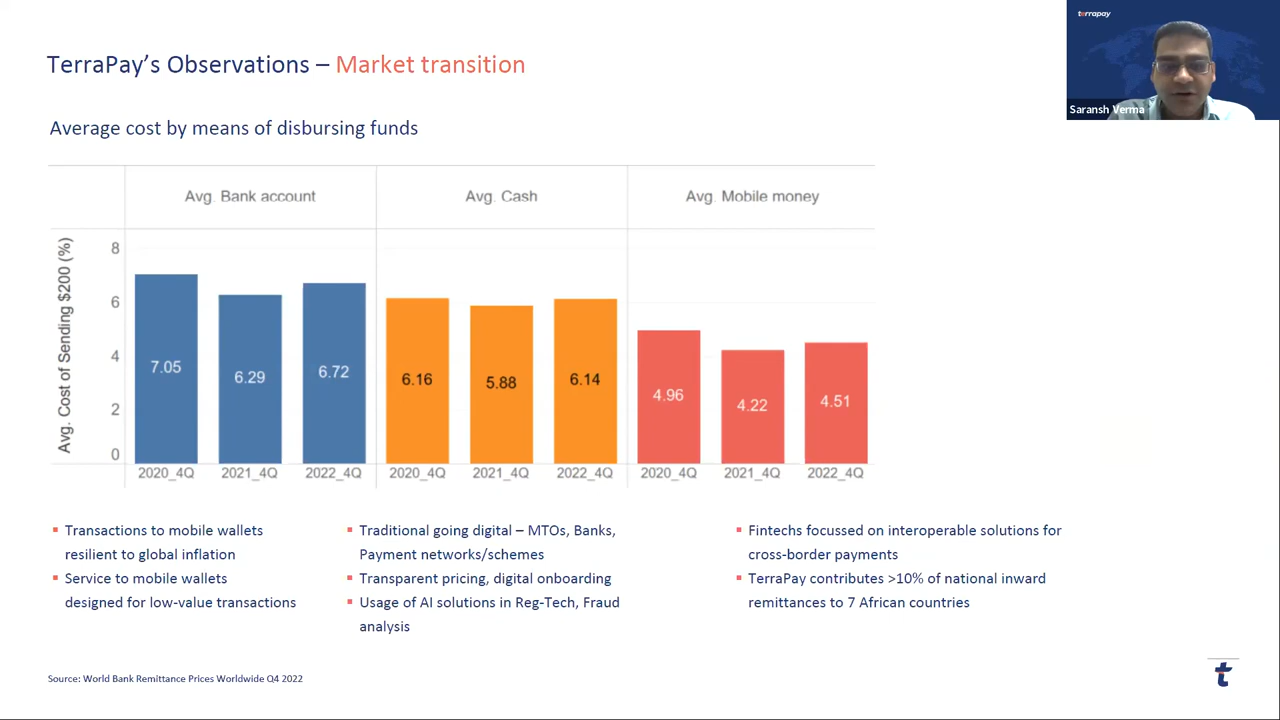 terrapay
Saransh Verma
TerraPay’s Observations – Market transition
Average cost by means of disbursing funds
Avg. Bank account
Avg. Cash
Avg. Mobile money
Avg. Cost of Sending $200 (%)
8
6
4
2
0
7.05
6.29
6.72
6.16
5.88
6.14
4.96
4.22
4.51
2020_4Q
2021_4Q
2022_4Q
2020_4Q
2021_4Q
2022_4Q
2020_4Q
2021_4Q
2022_4Q
▪ Transactions to mobile wallets
resilient to global inflation
▪ Service to mobile wallets
designed for low-value transactions
▪ Traditional going digital – MTOs, Banks,
Payment networks/schemes
▪ Transparent pricing, digital onboarding
▪ Usage of AI solutions in Reg-Tech, Fraud
analysis
▪ Fintechs focussed on interoperable solutions for
cross-border payments
▪ TerraPay contributes >10% of national inward
remittances to 7 African countries
Source: World Bank Remittance Prices Worldwide Q4 2022
t